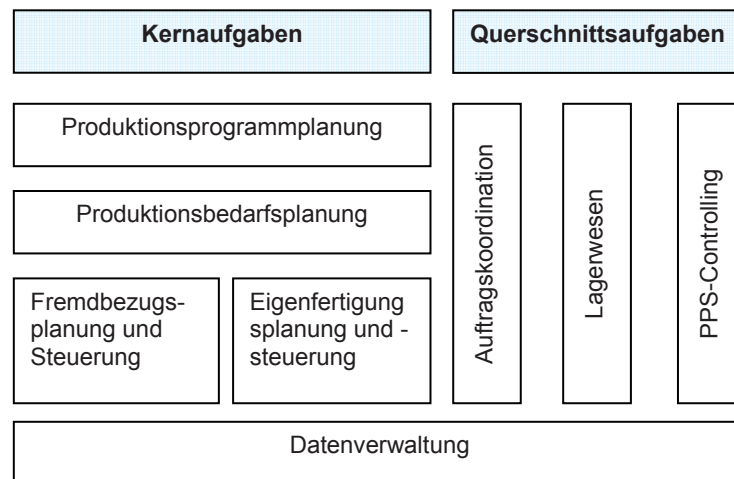 Kernaufgaben
Querschnittsaufgaben
Produktionsprogrammplanung
Produktionsbedarfsplanung
Fremdbezugs-
planung und
Steuerung
Eigenfertigung
splanung und -
steuerung
Auftragskoordination
Lagerwesen
PPS-Controlling
Datenverwaltung